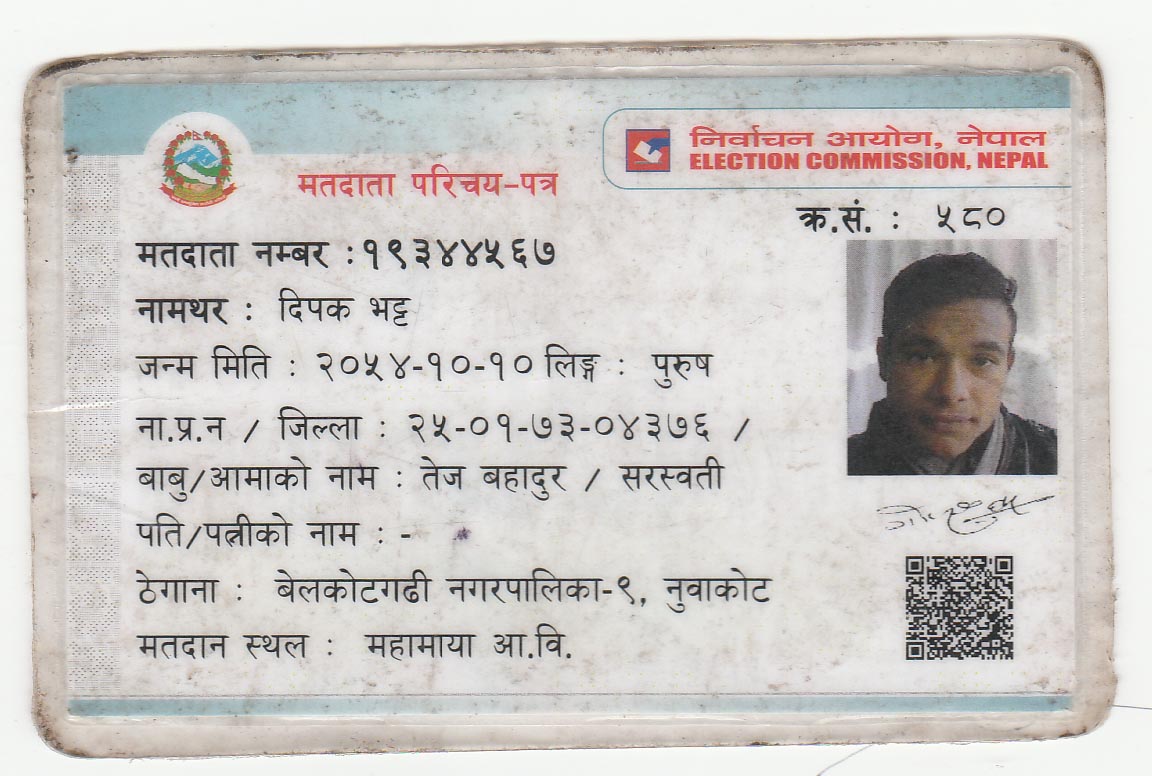 निर्वाचन आयोग, नेपाल
ELECTION COMMISSION, NEPAL
मतदाता परिचय-पत्र
क्र.सं. : ५८०
मतदाता नम्बर : १९३४४५६७
नामथर : दिपक भट्ट
जन्म मिति : २०५४-१०-१० लिङ्ग : पुरुष
ना.प्र.न / जिल्ला : २५-०१-७३-०४३७६ /
बाबु/आमाको नाम : तेज बहादुर / सरस्वती
पति/पत्नीको नाम : -
ठेगाना : बेलकोटगढी नगरपालिका-९, नुवाकोट
मतदान स्थल : महामाया आ.वि.